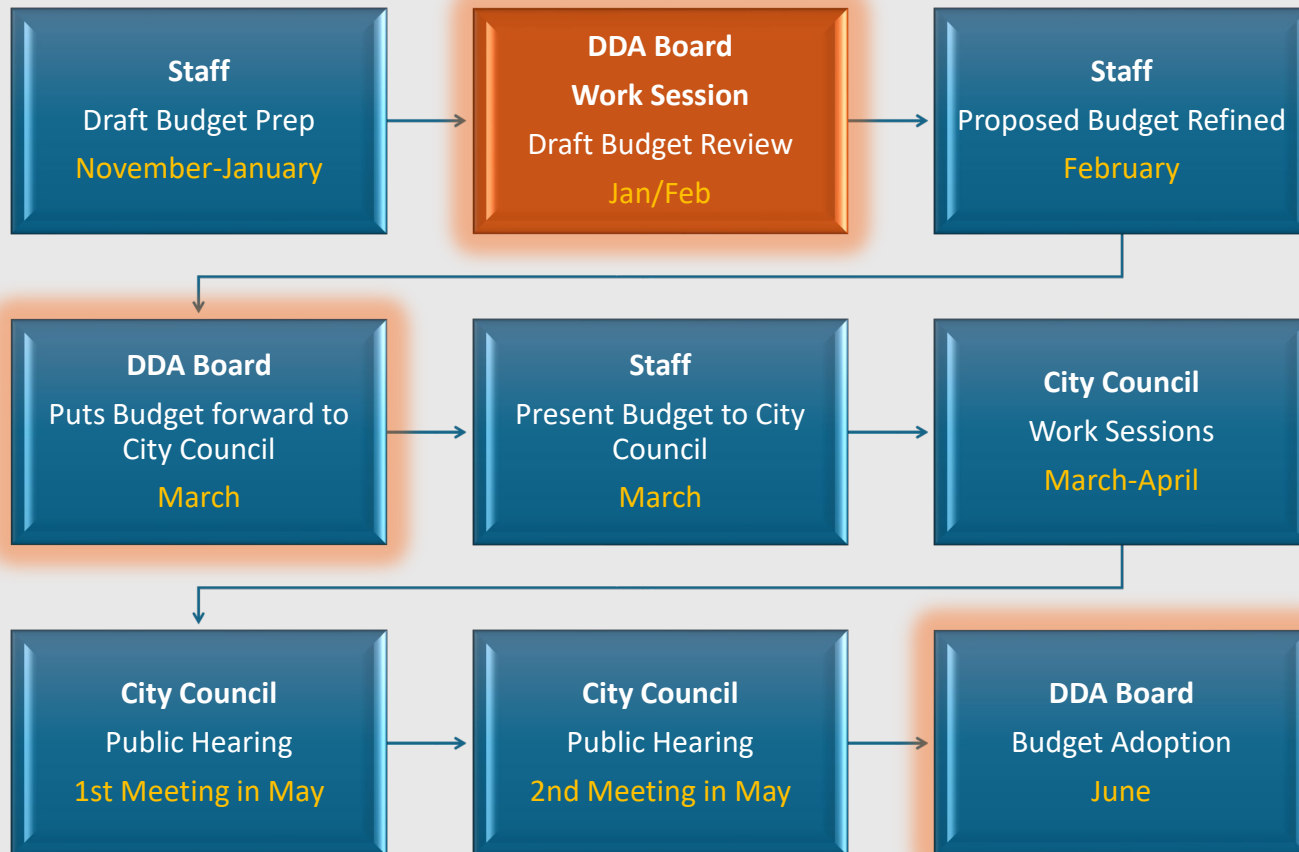 Staff
Draft Budget Prep
November-January
DDA Board
Work Session
Draft Budget Review
Jan/Feb
Staff
Proposed Budget Refined
February
DDA Board
Puts Budget forward to
City Council
March
Staff
Present Budget to City
Council
March
City Council
Work Sessions
March-April
City Council
Public Hearing
1st Meeting in May
City Council
Public Hearing
2nd Meeting in May
DDA Board
Budget Adoption
June